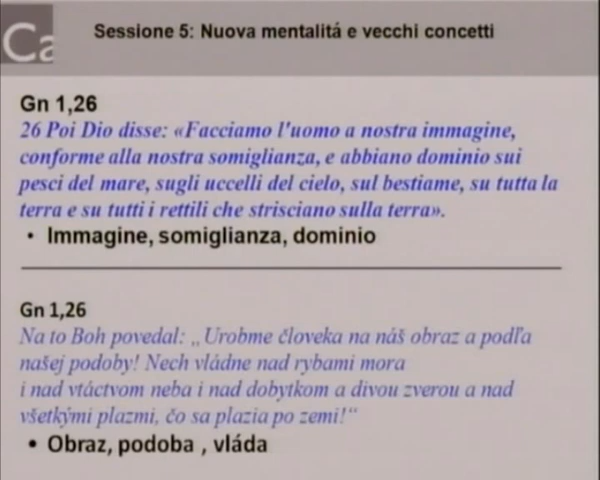 Ca
Sessione 5: Nuova mentalitá e vecchi concetti
Gn 1,26
26 Poi Dio disse: «Facciamo l'uomo a nostra immagine,
conforme alla nostra somiglianza, e abbiano dominio sui
pesci del mare, sugli uccelli del cielo, sul bestiame, su tutta la
terra e su tutti i rettili che strisciano sulla terra».
• Immagine, somiglianza, dominio
Gn 1,26
Na to Boh povedal: „ Urobme človeka na náš obraz a podľa
našej podoby! Nech vládne nad rybami mora
i nad vtáctvom neba i nad dobytkom a divou zverou a nad
všetkými plazmi, čo sa plazia po zemi!“
• Obraz, podoba , vláda